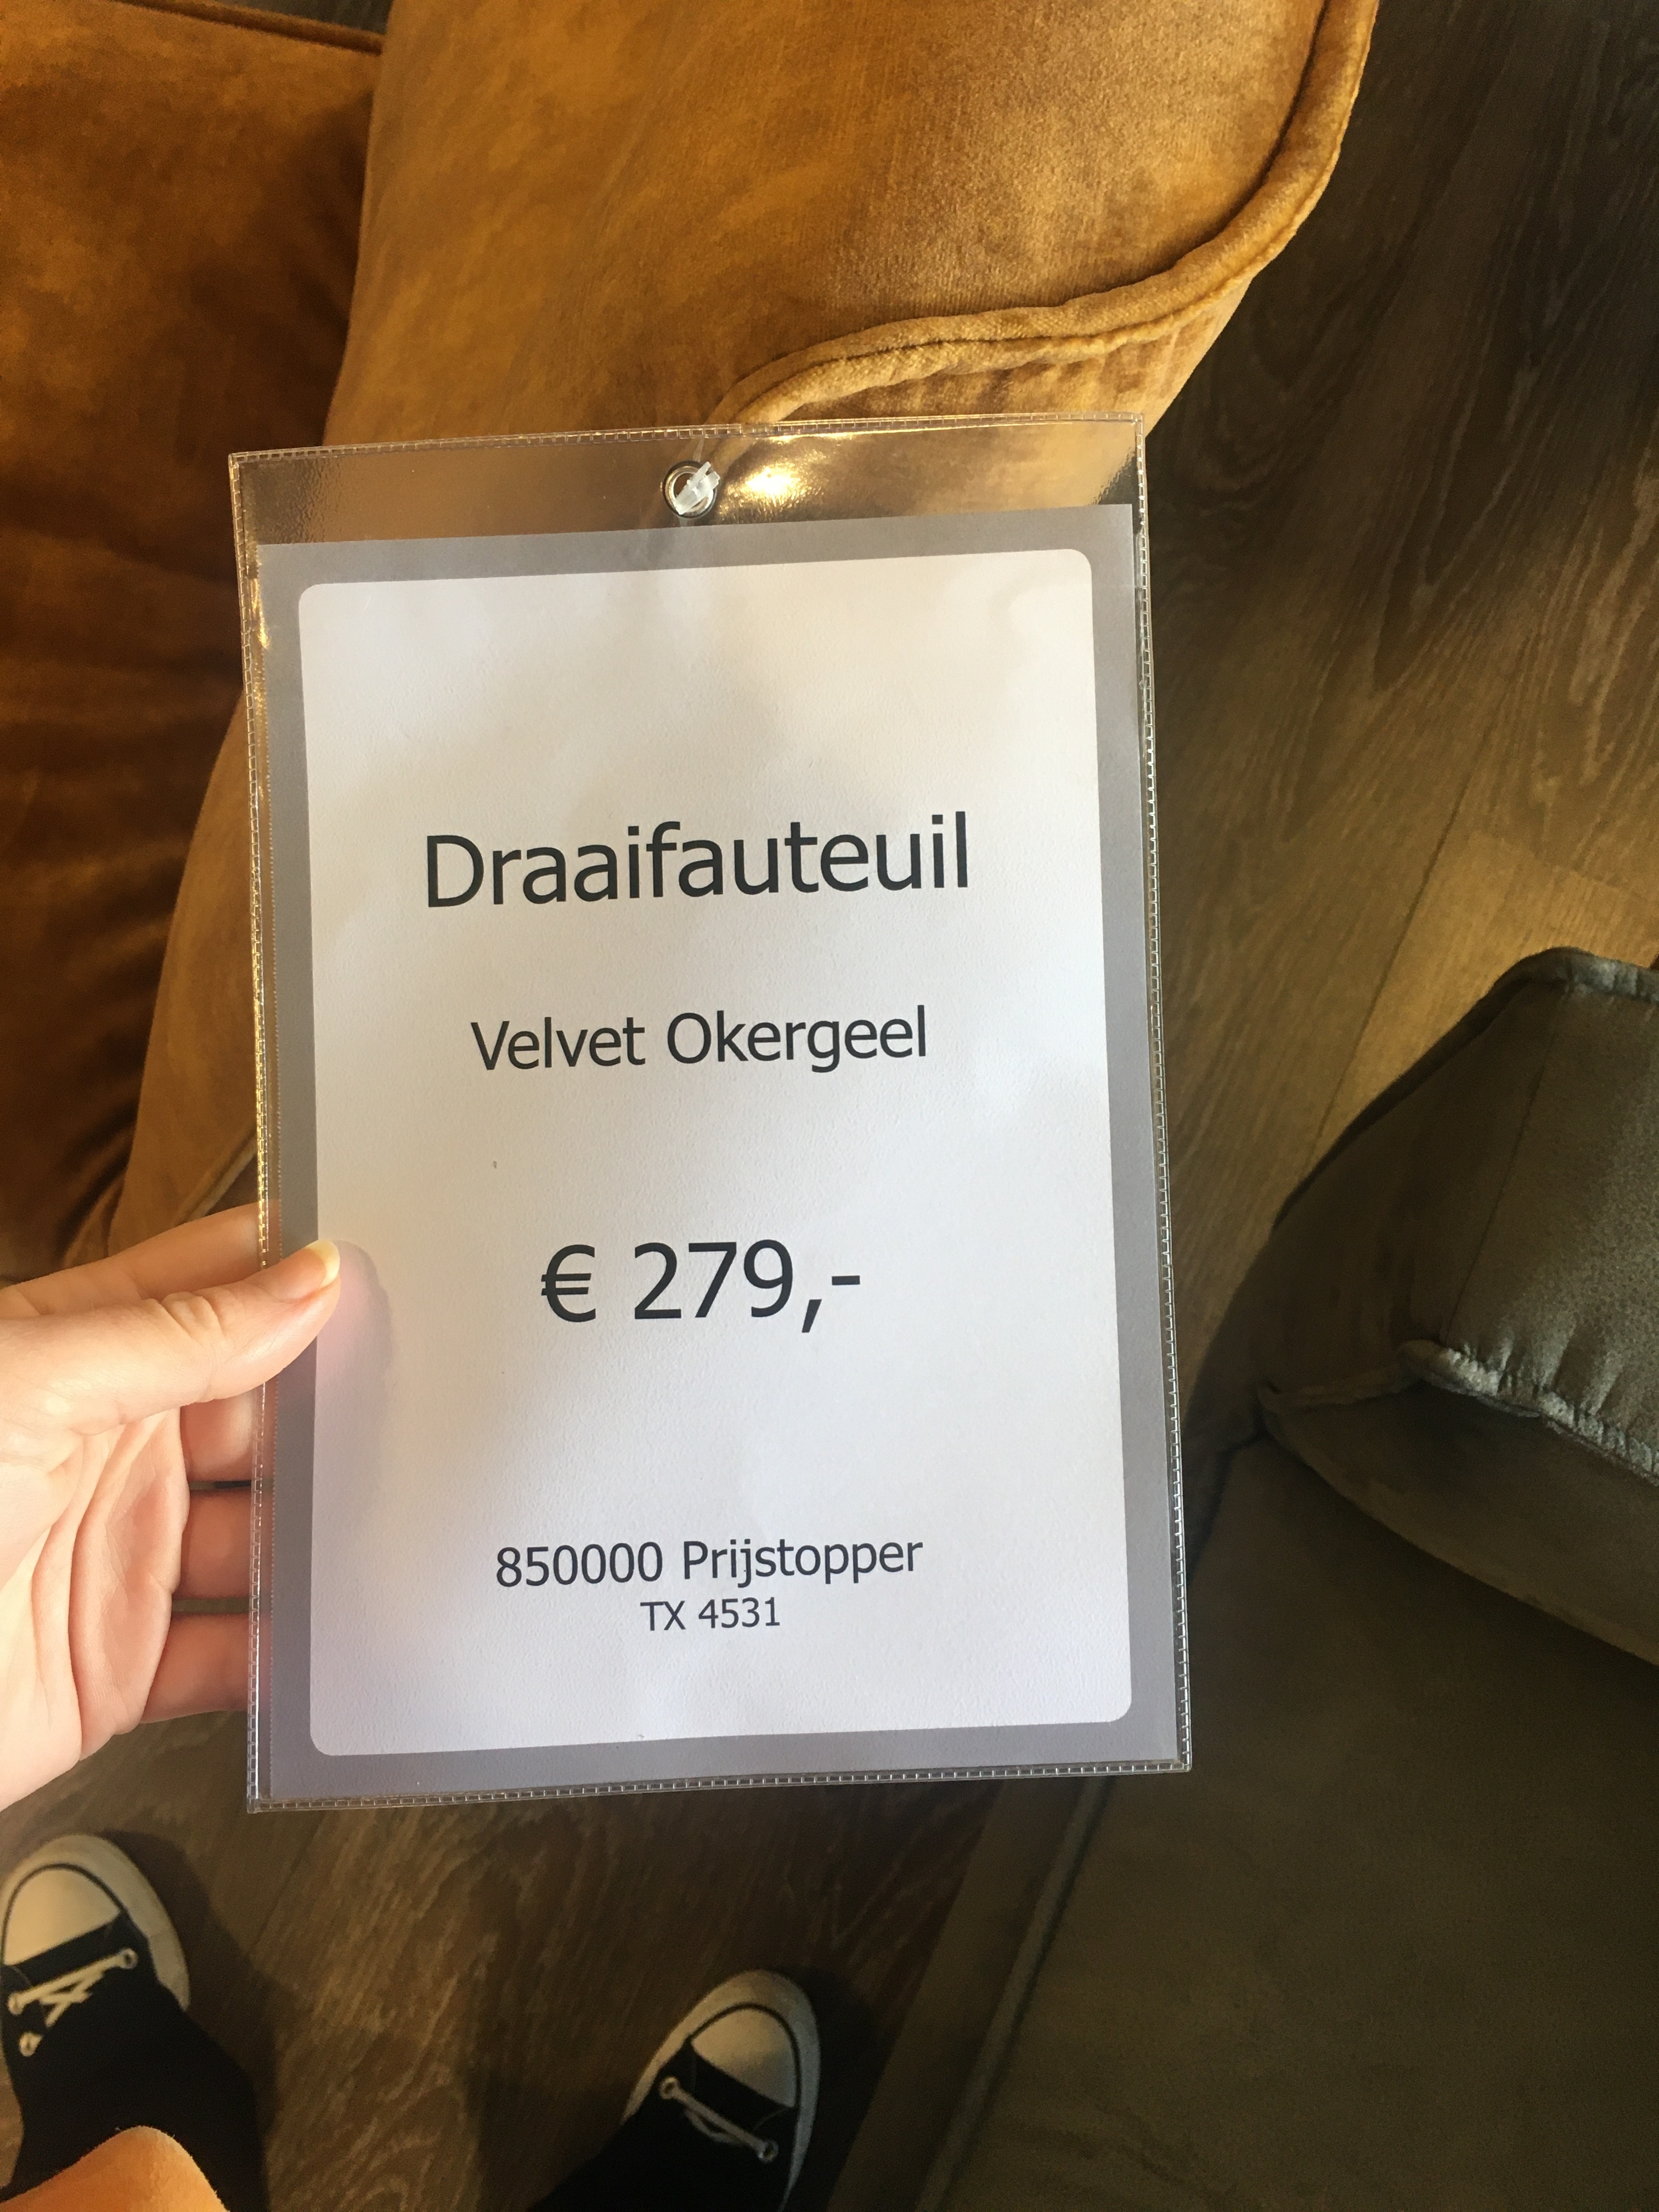 Draaifauteuil
Velvet Okergeel
€ 279,-
850000 Prijstopper
TX 4531